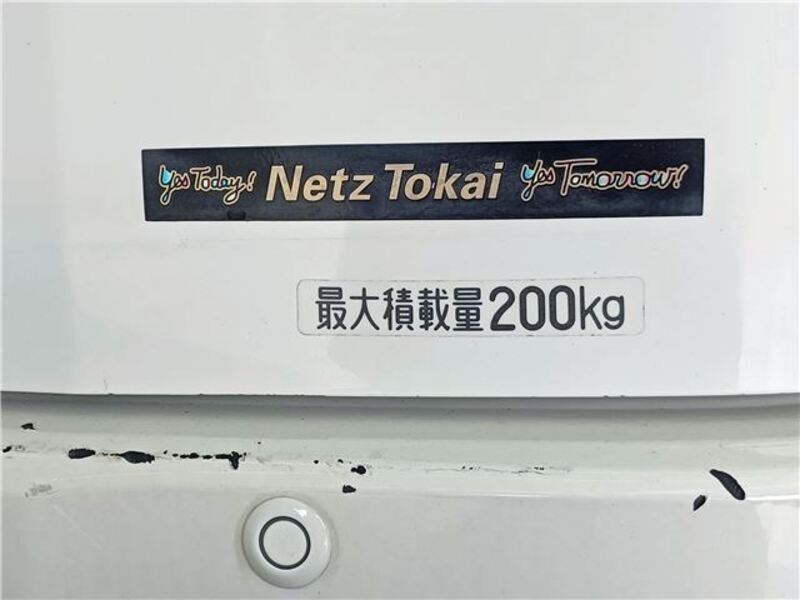 Yes Today! Netz Tokai Yes Tomorrow!
最大積載量200kg